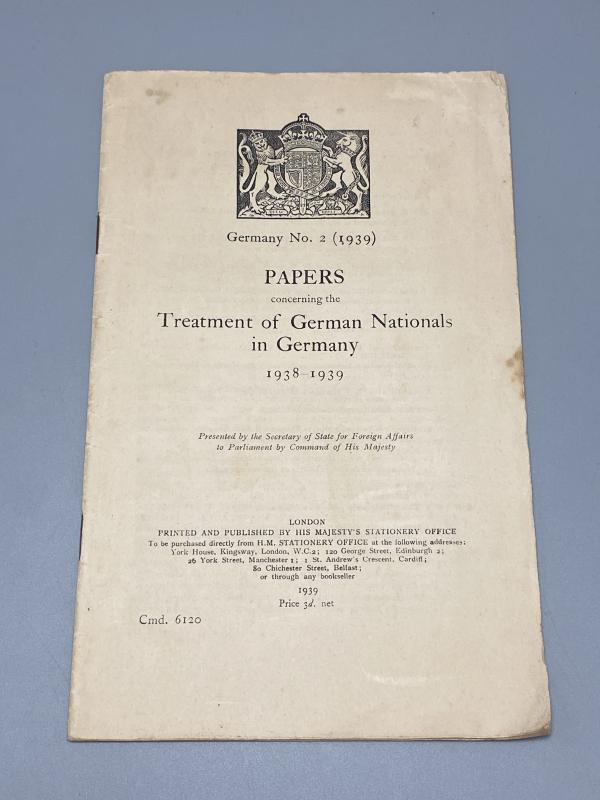 Germany No. 2 (1939)
PAPERS
concerning the
Treatment of German Nationals
in Germany
1938–1939
Presented by the Secretary of State for Foreign Affairs
to Parliament by Command of His Majesty
LONDON
PRINTED AND PUBLISHED BY HIS MAJESTY'S STATIONERY OFFICE
To be purchased directly from H.M. STATIONERY OFFICE at the following addresses:
York House, Kingsway, London, W.C.2; 120 George Street, Edinburgh 2;
26 York Street, Manchester 1; 1 St. Andrew's Crescent, Cardiff;
80 Chichester Street, Belfast;
or through any bookseller
1939
Price 3d. net
Cmd. 6120